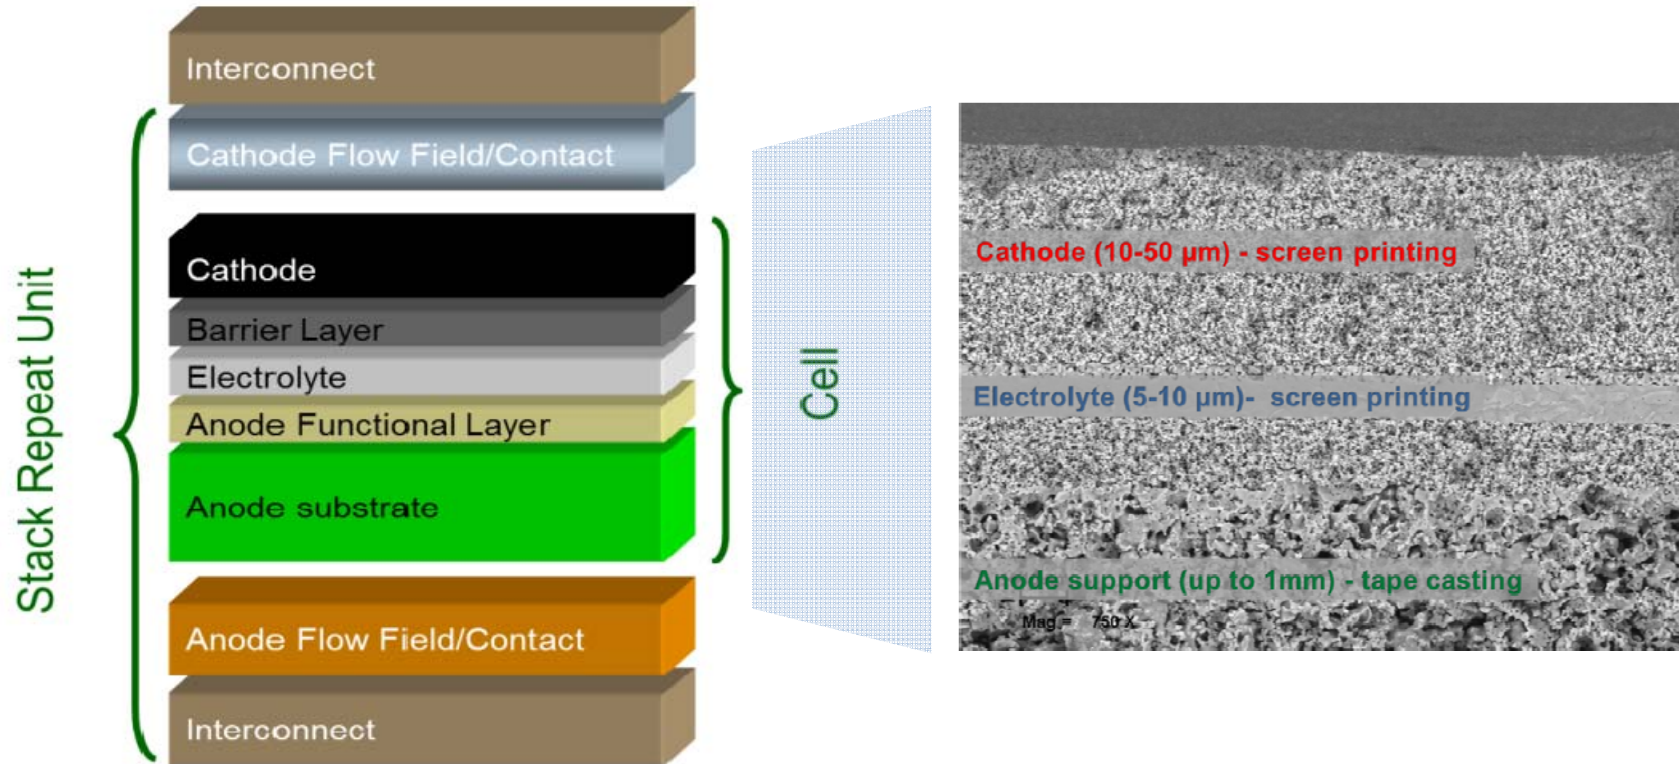 Stack Repeat Unit
Interconnect
Cathode Flow Field/Contact
Cathode
Barrier Layer
Electrolyte
Anode Functional Layer
Anode substrate
Anode Flow Field/Contact
Interconnect
Cell
Cathode (10-50 µm) - screen printing
Electrolyte (5-10 µm)- screen printing
Anode support (up to 1mm) - tape casting
Mag = 750 X